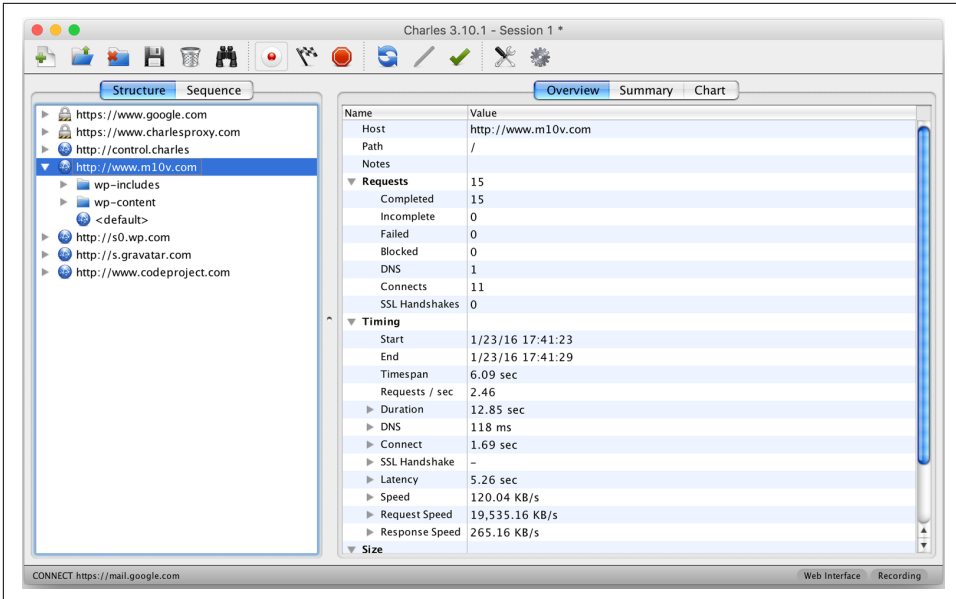 Charles 3.10.1 - Session 1 *
Structure Sequence
Overview Summary Chart
https://www.google.com
https://www.charlesproxy.com
http://control.charles
http://www.m10v.com
wp-includes
wp-content
<default>
http://s0.wp.com
http://s.gravatar.com
http://www.codeproject.com
Name Value
Host http://www.m10v.com
Path /
Notes
Requests 15
Completed 15
Incomplete 0
Failed 0
Blocked 0
DNS 1
Connects 11
SSL Handshakes 0
Timing
Start 1/23/16 17:41:23
End 1/23/16 17:41:29
Timespan 6.09 sec
Requests / sec 2.46
Duration 12.85 sec
DNS 118 ms
Connect 1.69 sec
SSL Handshake –
Latency 5.26 sec
Speed 120.04 KB/s
Request Speed 19,535.16 KB/s
Response Speed 265.16 KB/s
Size
CONNECT https://mail.google.com
Web Interface Recording